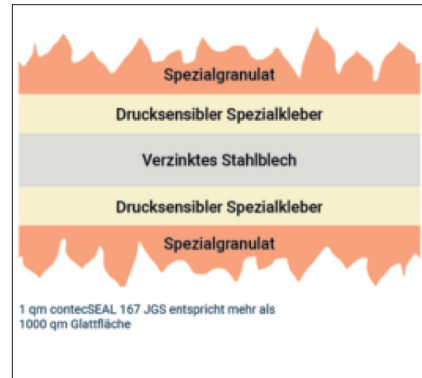 Spezialgranulat
Drucksensibler Spezialkleber
Verzinktes Stahlblech
Drucksensibler Spezialkleber
Spezialgranulat
1 qm contecSEAL 167 JGS entspricht mehr als
1000 qm Glattfläche